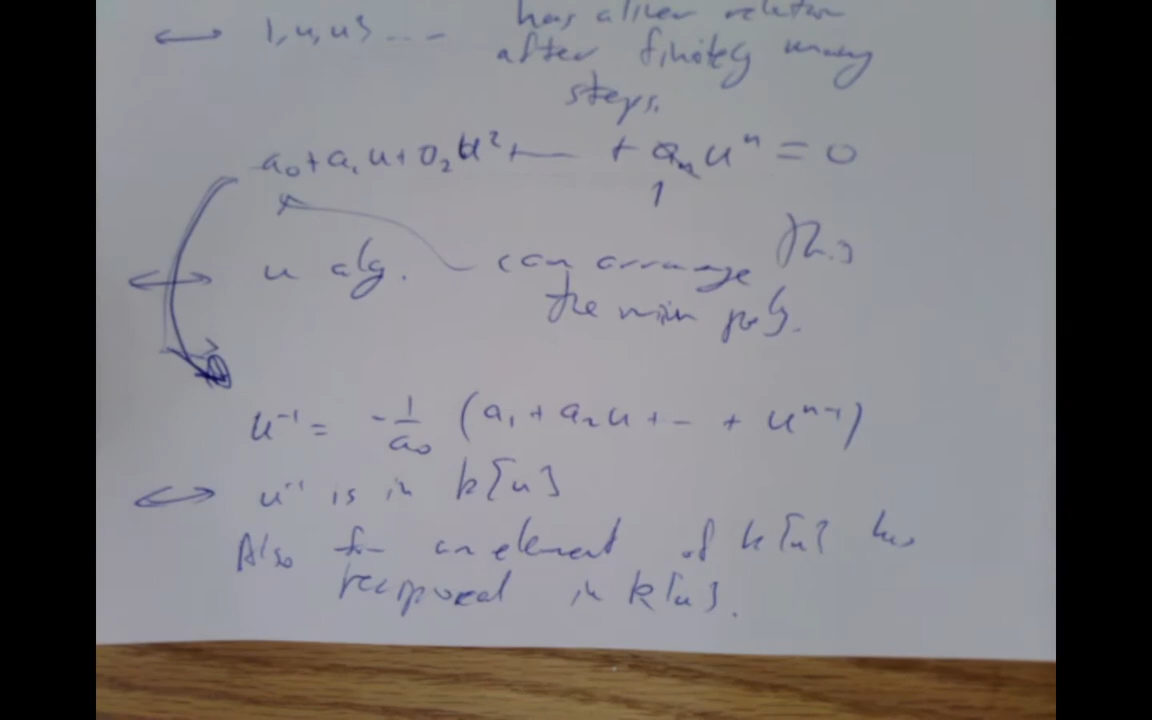 ⟷ 1, u, u³ ... has a linear relation
after finitely many
steps.
a₀ + a₁u + a₂u² + — + aₙuⁿ = 0
1
u alg. can arrange this
the min poly.
u⁻¹ = -1/a₀ (a₁ + a₂u + — + uⁿ⁻¹)
⟷ u⁻¹ is in k[u]
Also for an element of k[u] has
reciprocal in k[u].